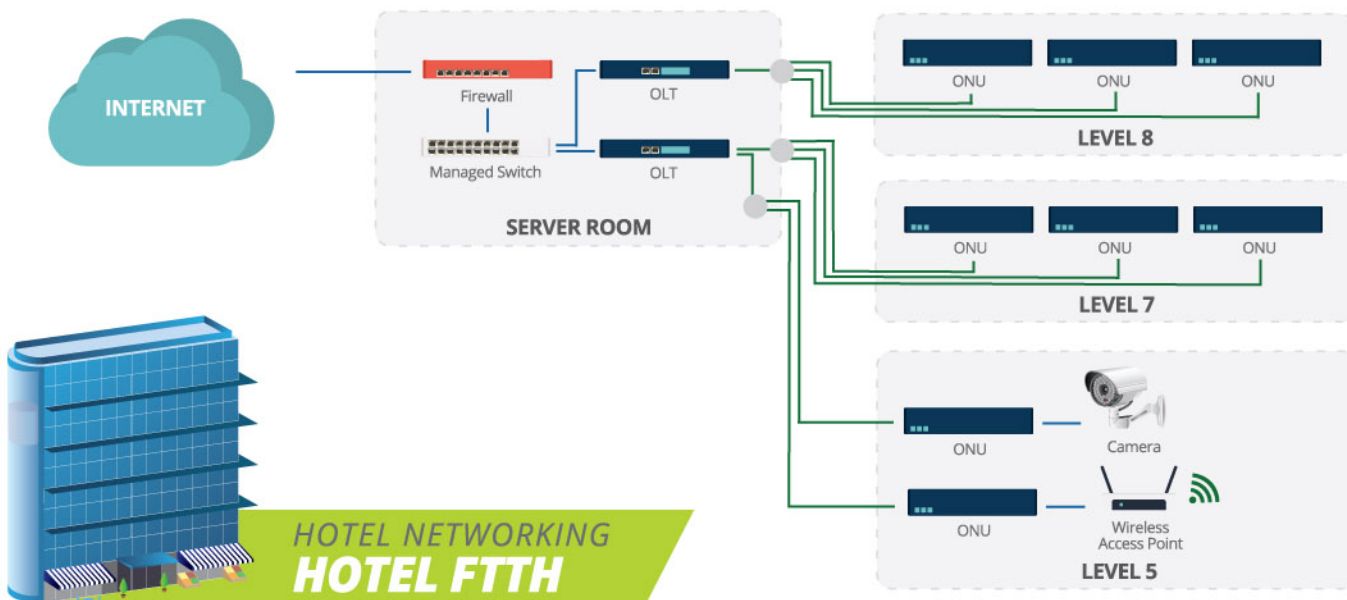 INTERNET
Firewall
OLT
Managed Switch
OLT
SERVER ROOM
ONU
ONU
ONU
LEVEL 8
ONU
ONU
ONU
LEVEL 7
ONU
Camera
ONU
Wireless
Access Point
LEVEL 5
HOTEL NETWORKING
HOTEL FTTH